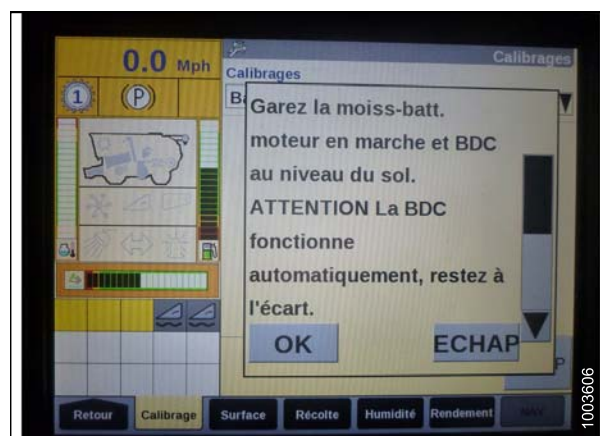 0.0 Mph
1
P
Calibrages
Calibrages
Garez la moiss-batt.
moteur en marche et BDC
au niveau du sol.
ATTENTION La BDC
fonctionne
automatiquement, restez à
l'écart.
OK
ECHAP
Retour
Calibrage
Surface
Récolte
Humidité
Rendement
1003606